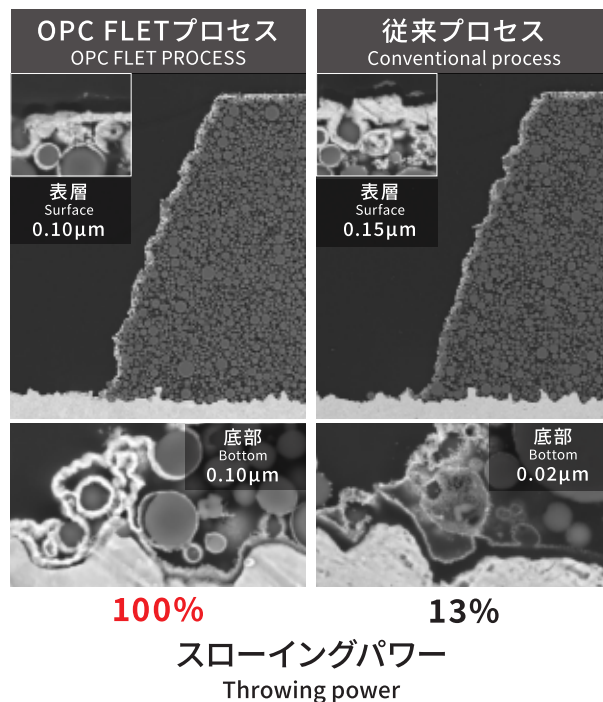 OPC FLETプロセス
OPC FLET PROCESS
従来プロセス
Conventional process
表層
Surface
0.10μm
表層
Surface
0.15μm
底部
Bottom
0.10μm
底部
Bottom
0.02μm
100%
13%
スローイングパワー
Throwing power